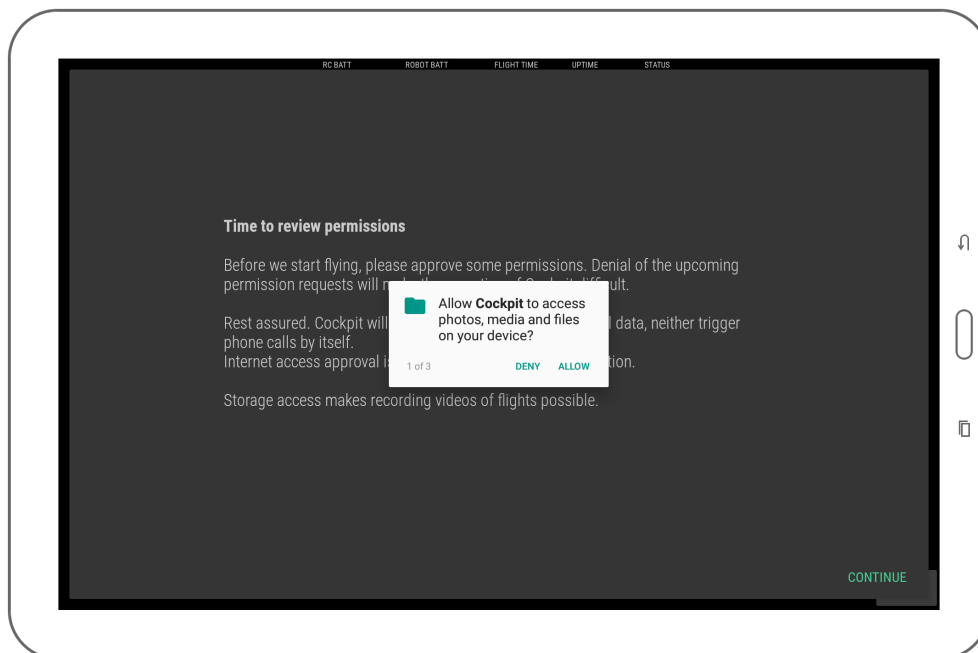 RC BATT ROBOT BATT FLIGHT TIME UPTIME STATUS
Time to review permissions
Before we start flying, please approve some permissions. Denial of the upcoming
permission requests will
Rest assured. Cockpit will data, neither trigger
phone calls by itself.
Internet access approval
Storage access makes recording videos of flights possible.
Allow Cockpit to access
photos, media and files
on your device?
1 of 3 DENY ALLOW
CONTINUE